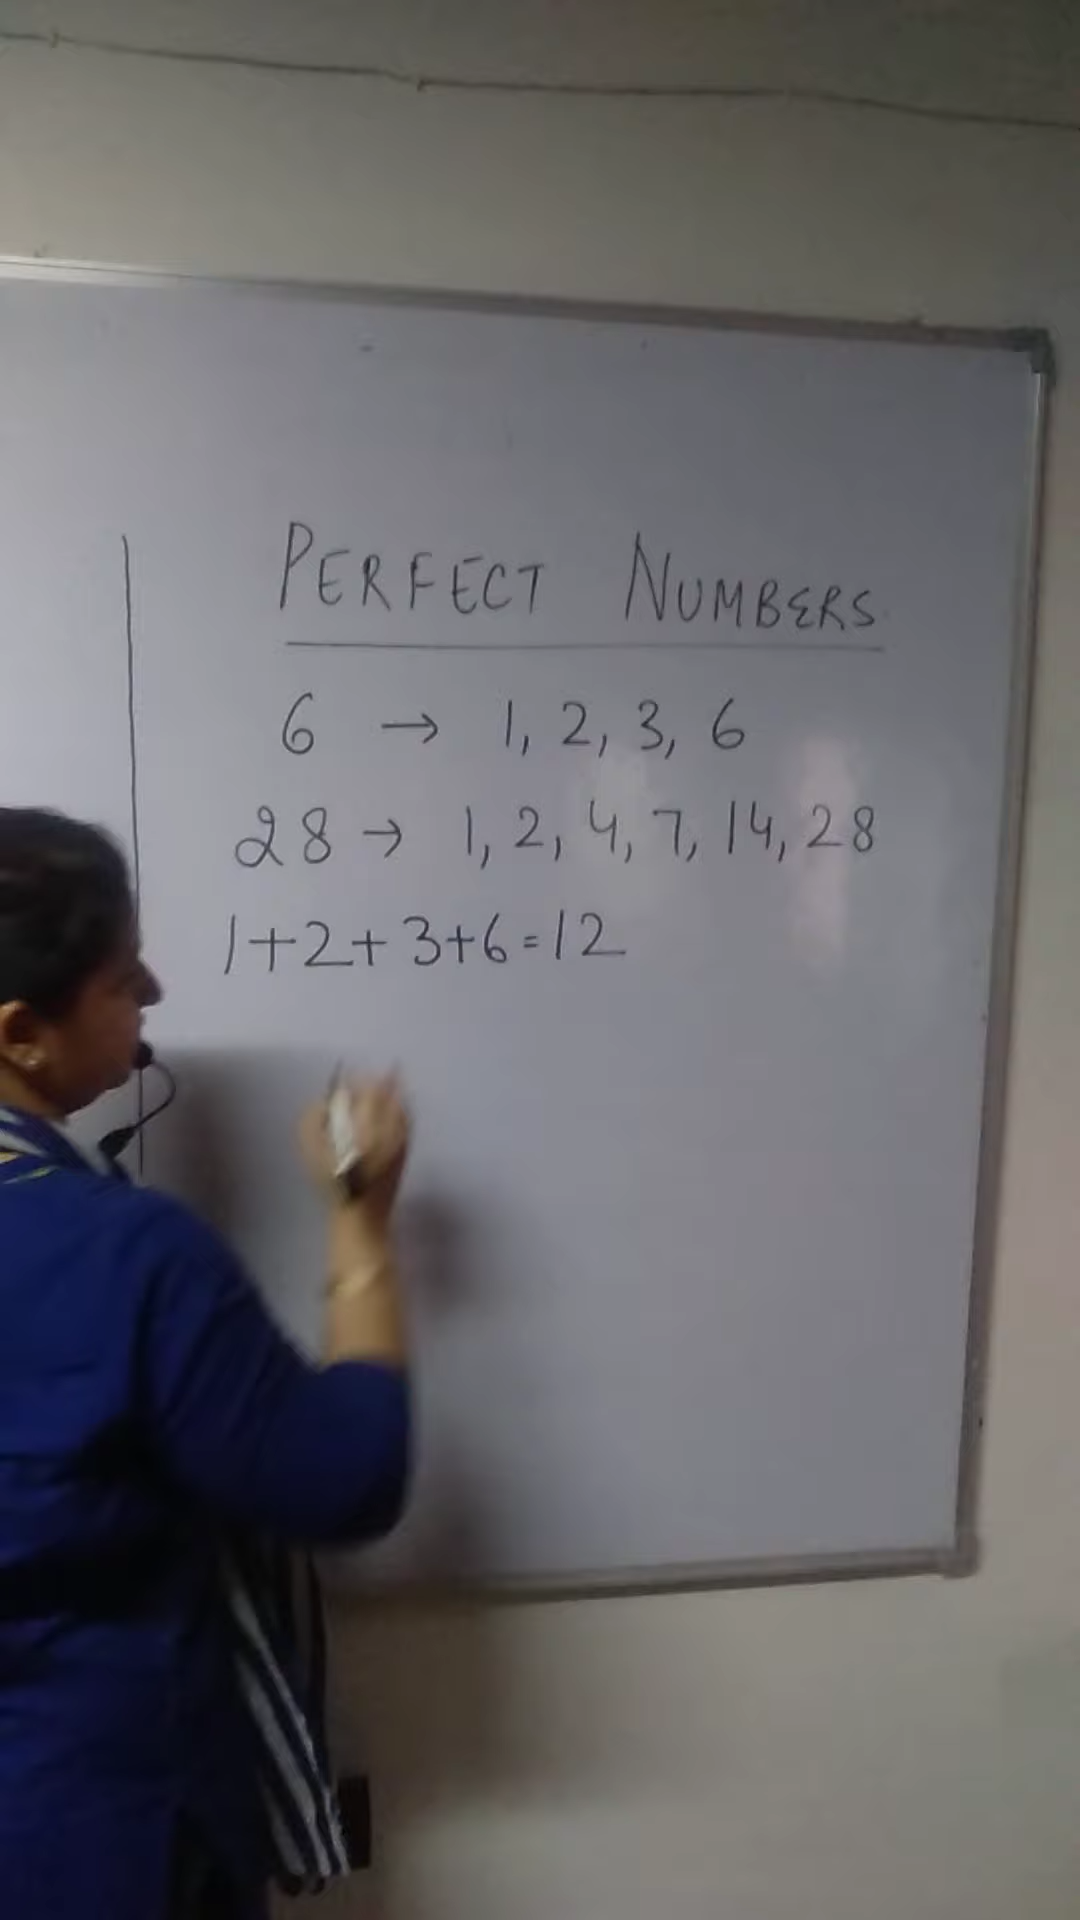 PERFECT NUMBERS
6 → 1, 2, 3, 6
28 → 1, 2, 4, 7, 14, 28
1+2+3+6=12